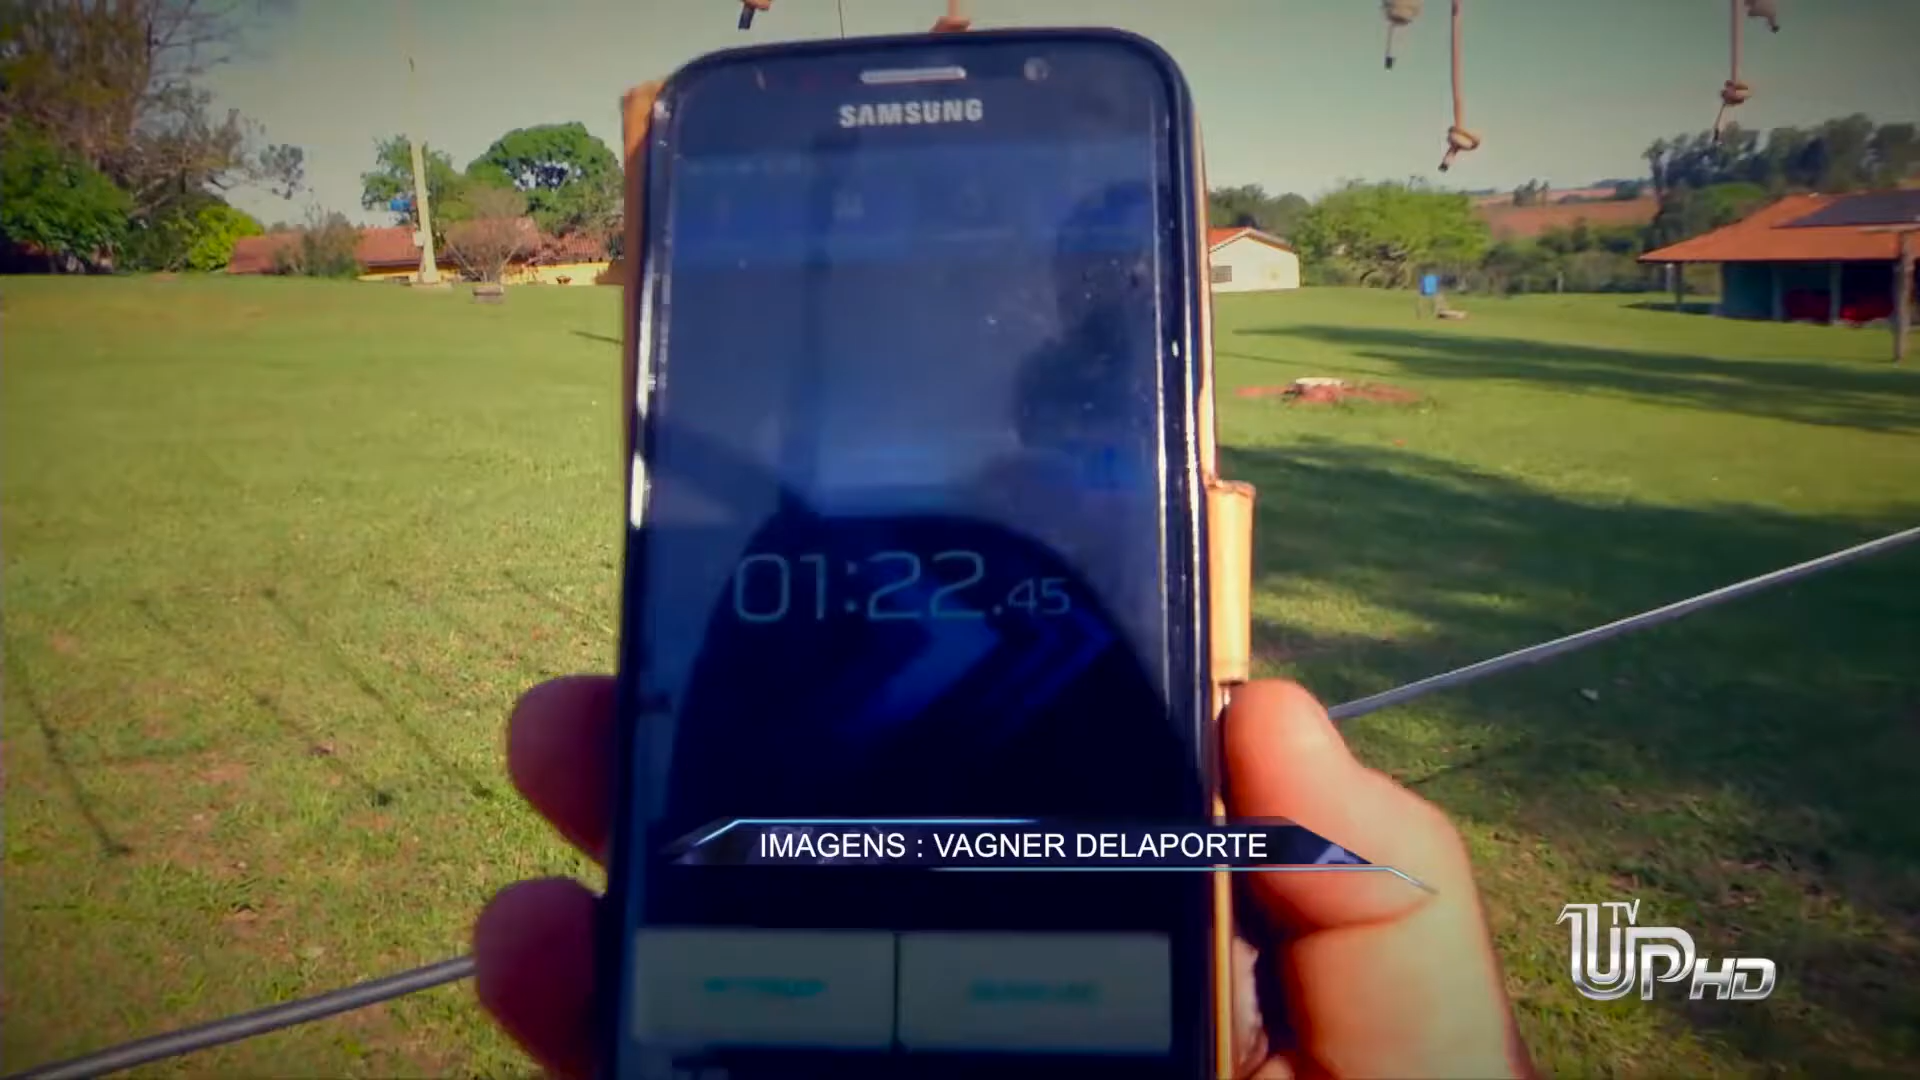 SAMSUNG
01:22.45
IMAGENS : VAGNER DELAPORTE
TV
UP HD